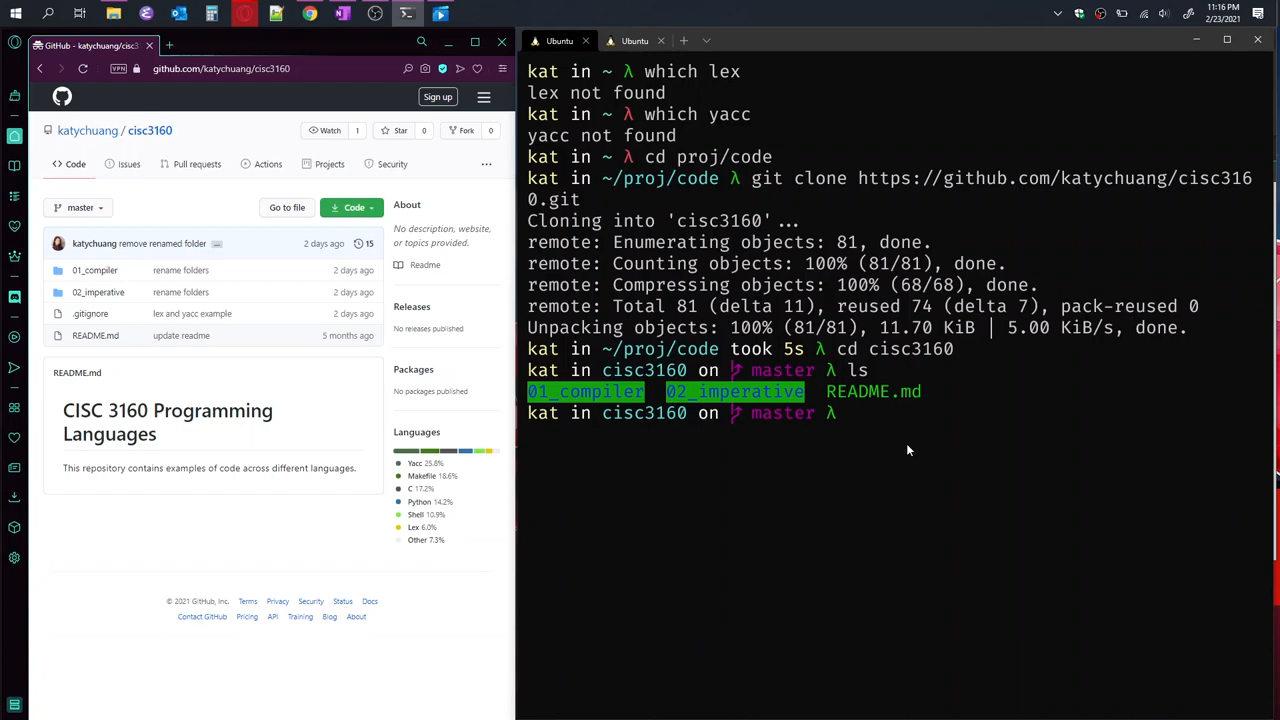 11:16 PM
2/23/2021
GitHub - katychuang/cisc3
VPN
github.com/katychuang/cisc3160
Sign up
katychuang / cisc3160
Watch 1
Star 0
Fork 0
Code
Issues
Pull requests
Actions
Projects
Security
master
Go to file
Code
katychuang remove renamed folder ... 2 days ago 15
01_compiler rename folders 2 days ago
02_imperative rename folders 2 days ago
.gitignore lex and yacc example 2 days ago
README.md update readme 5 months ago
README.md
CISC 3160 Programming
Languages
This repository contains examples of code across different languages.
About
No description, website,
or topics provided.
Readme
Releases
No releases published
Packages
No packages published
Languages
Yacc 25.8%
Makefile 18.6%
C 17.2%
Python 14.2%
Shell 10.9%
Lex 6.0%
Other 7.3%
© 2021 GitHub, Inc. Terms Privacy Security Status Docs
Contact GitHub Pricing API Training Blog About
Ubuntu
Ubuntu
kat in ~ λ which lex
lex not found
kat in ~ λ which yacc
yacc not found
kat in ~ λ cd proj/code
kat in ~/proj/code λ git clone https://github.com/katychuang/cisc316
0.git
Cloning into 'cisc3160'...
remote: Enumerating objects: 81, done.
remote: Counting objects: 100% (81/81), done.
remote: Compressing objects: 100% (68/68), done.
remote: Total 81 (delta 11), reused 74 (delta 7), pack-reused 0
Unpacking objects: 100% (81/81), 11.70 KiB | 5.00 KiB/s, done.
kat in ~/proj/code took 5s λ cd cisc3160
kat in cisc3160 on master λ ls
01_compiler 02_imperative README.md
kat in cisc3160 on master λ